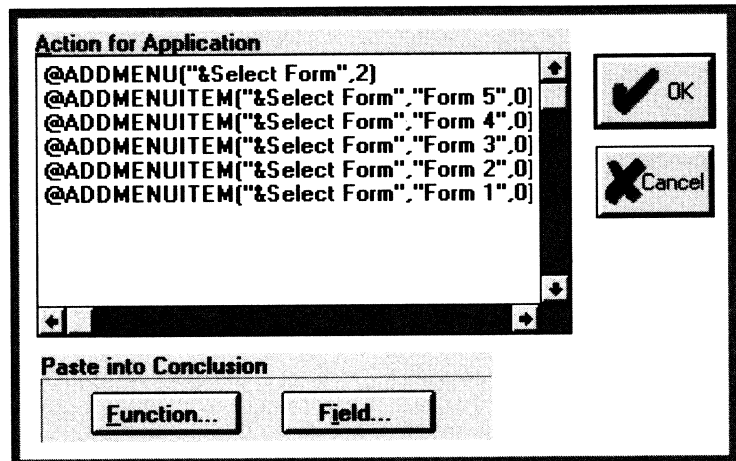 Action for Application
@ADDMENU("&Select Form",2)
@ADDMENUITEM("&Select Form","Form 5",0)
@ADDMENUITEM("&Select Form","Form 4",0)
@ADDMENUITEM("&Select Form","Form 3",0)
@ADDMENUITEM("&Select Form","Form 2",0)
@ADDMENUITEM("&Select Form","Form 1",0)
OK
Cancel
Paste into Conclusion
Function...
Field...